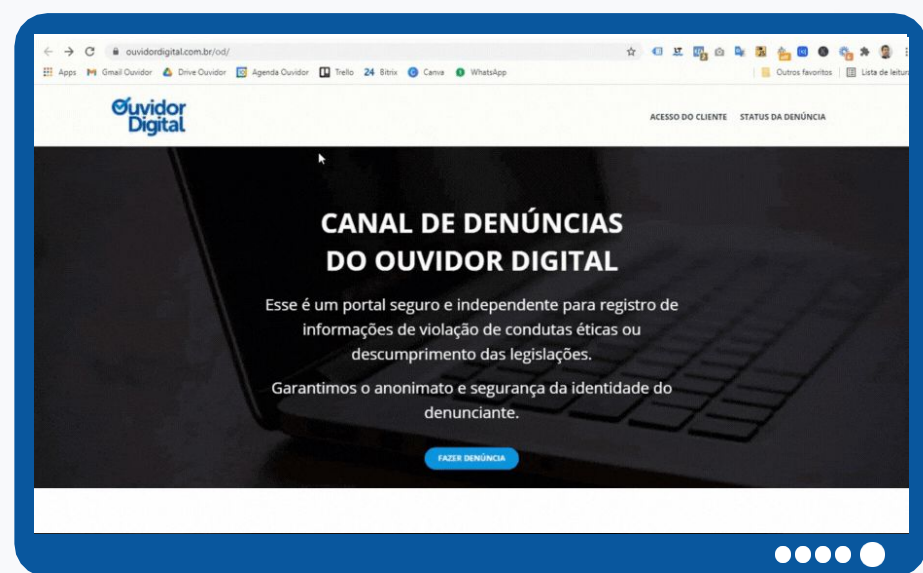 ouvidordigital.com.br/od/
Apps Gmail Ouvidor Drive Ouvidor Agenda Ouvidor Trello 24 Bitrix Canva WhatsApp Outros favoritos Lista de leitura
Ouvidor
Digital
ACESSO DO CLIENTE STATUS DA DENÚNCIA
CANAL DE DENÚNCIAS
DO OUVIDOR DIGITAL
Esse é um portal seguro e independente para registro de
informações de violação de condutas éticas ou
descumprimento das legislações.
Garantimos o anonimato e segurança da identidade do
denunciante.
FAZER DENÚNCIA